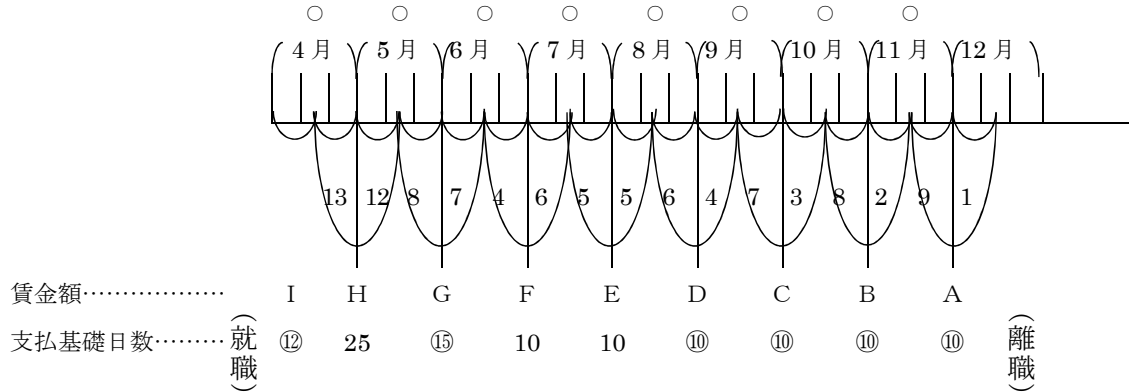 ○ ○ ○ ○ ○ ○ ○ ○
4月 5月 6月 7月 8月 9月 10月 11月 12月
13 12 8 7 4 6 5 5 6 4 7 3 8 2 9 1
賃金額……………… I H G F E D C B A
支払基礎日数……… ⑫ 25 ⑮ 10 10 ⑩ ⑩ ⑩ ⑩
(就職)
(離職)